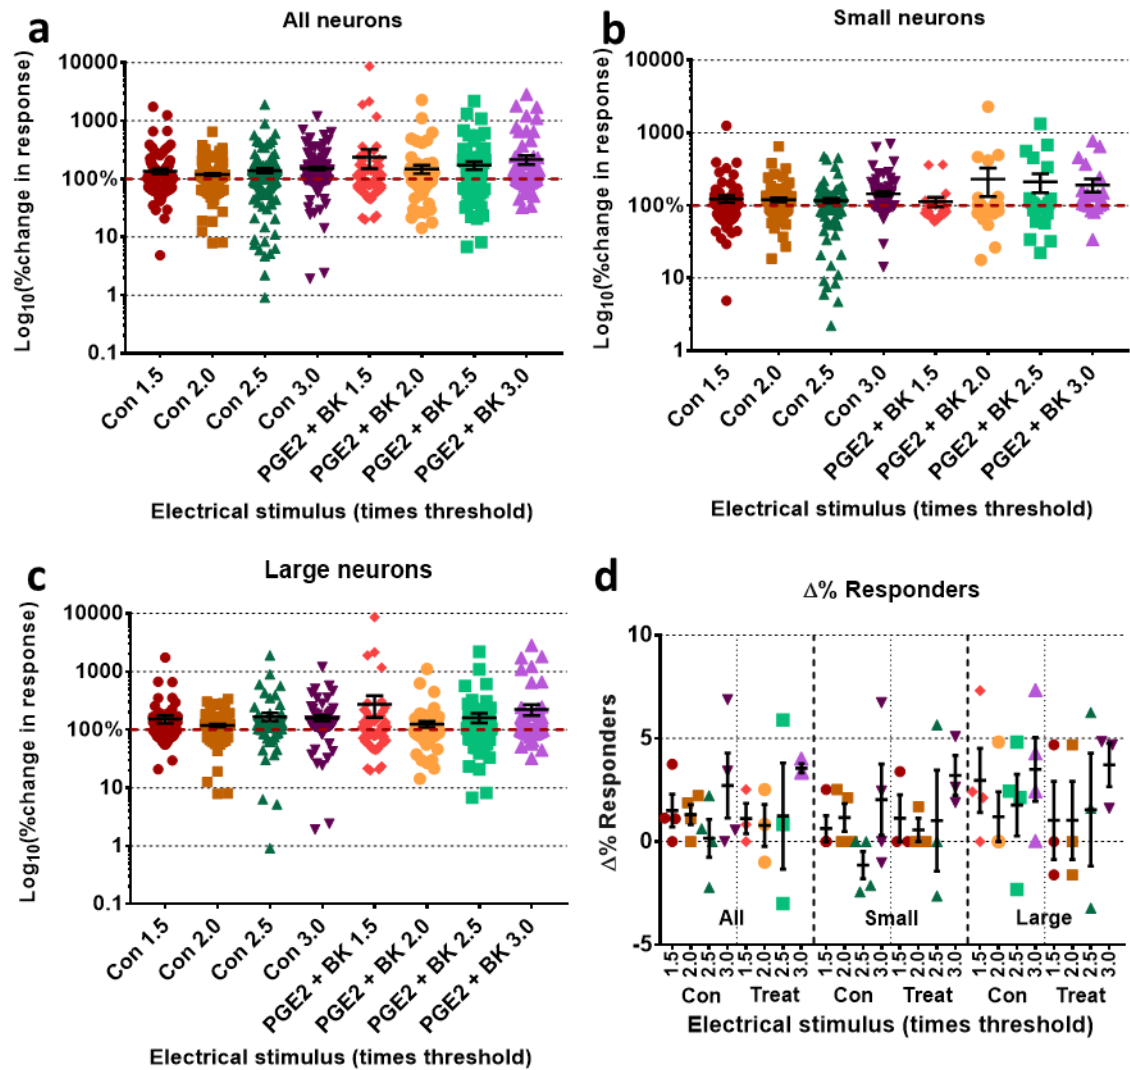 a
All neurons
Log10(%change in response)
10000
1000
100%
10
1
0.1
Con 1.5
Con 2.0
Con 2.5
Con 3.0
PGE2 + BK 1.5
PGE2 + BK 2.0
PGE2 + BK 2.5
PGE2 + BK 3.0
Electrical stimulus (times threshold)
b
Small neurons
Log10(%change in response)
10000
1000
100%
10
1
Con 1.5
Con 2.0
Con 2.5
Con 3.0
PGE2 + BK 1.5
PGE2 + BK 2.0
PGE2 + BK 2.5
PGE2 + BK 3.0
Electrical stimulus (times threshold)
c
Large neurons
Log10(%change in response)
10000
1000
100%
10
1
0.1
Con 1.5
Con 2.0
Con 2.5
Con 3.0
PGE2 + BK 1.5
PGE2 + BK 2.0
PGE2 + BK 2.5
PGE2 + BK 3.0
Electrical stimulus (times threshold)
d
Δ% Responders
Δ% Responders
10
5
0
-5
All Small Large
1.5 2.0 2.5 3.0 1.5 2.0 2.5 3.0 1.5 2.0 2.5 3.0 1.5 2.0 2.5 3.0 1.5 2.0 2.5 3.0 1.5 2.0 2.5 3.0
Con Treat Con Treat Con Treat
Electrical stimulus (times threshold)